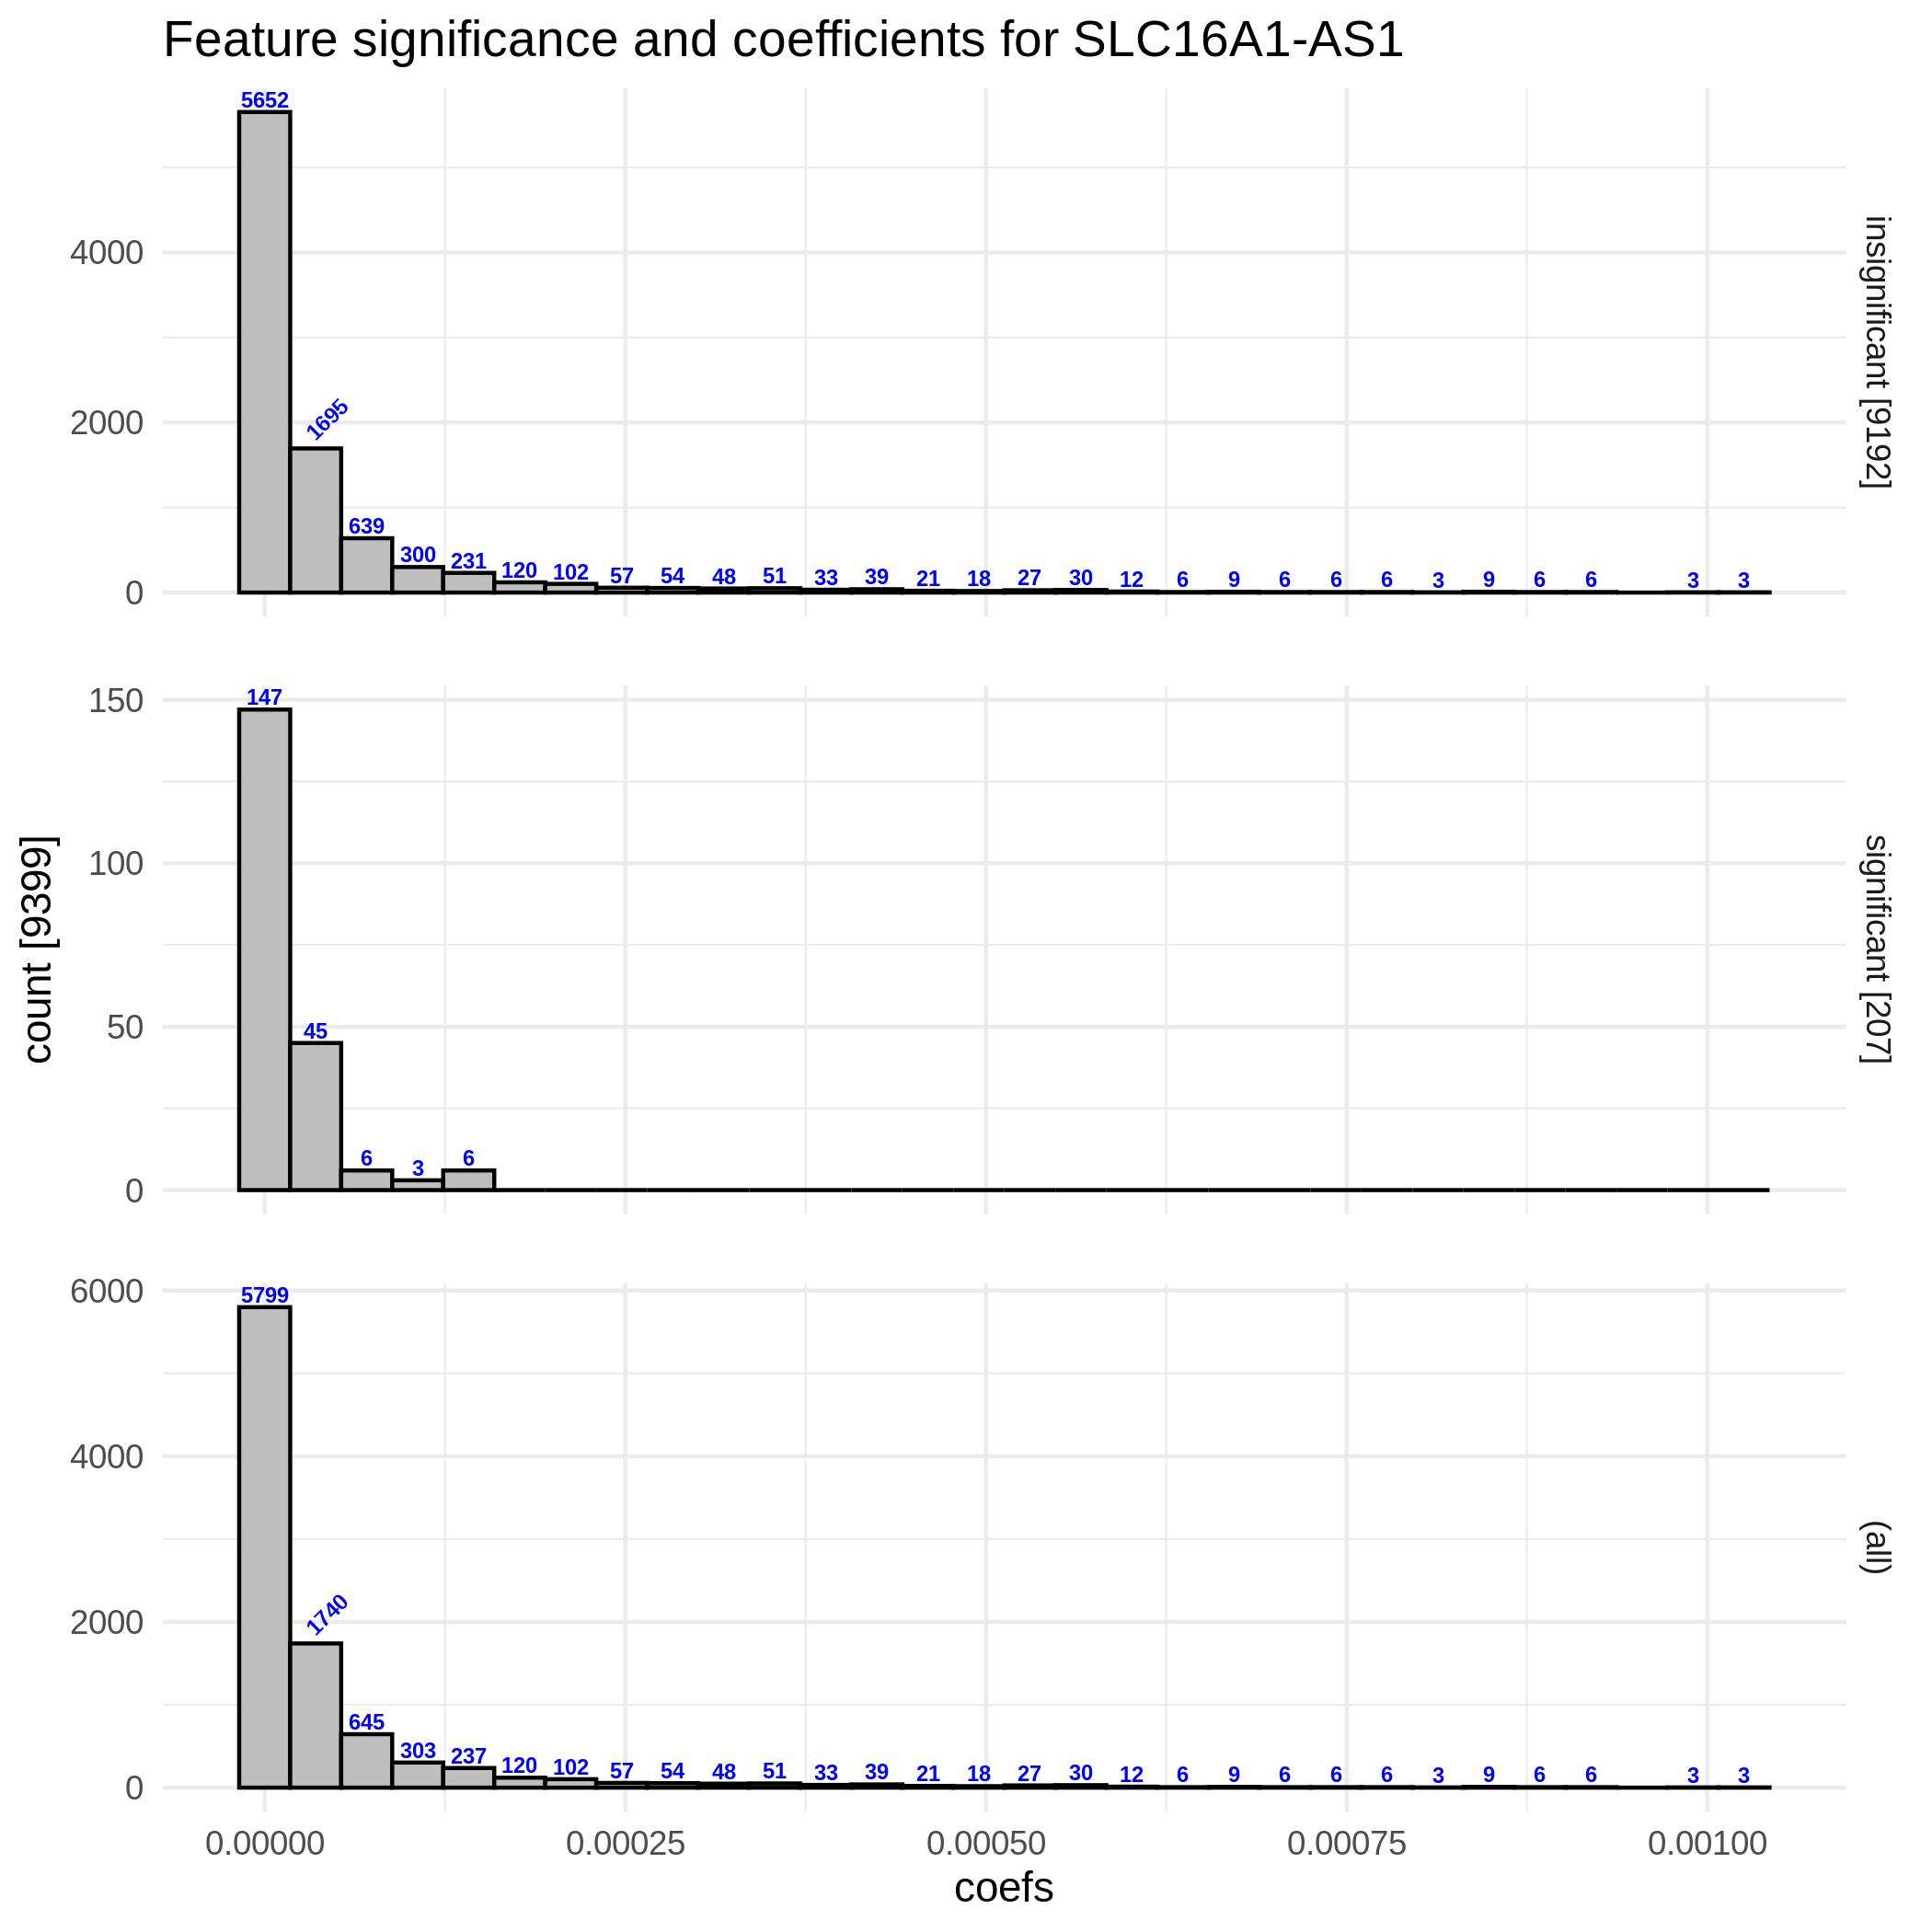 Feature significance and coefficients for SLC16A1-AS1
5652
4000
1695
2000
639
300 231 120 102 57 54 48 51 33 39 21 18 27 30 12 6 9 6 6 6 3 9 6 6 3 3
0
insignificant [9192]
150
147
100
50
45
6 3 6
0
significant [207]
count [9399]
6000
5799
4000
2000
1740
645
303 237 120 102 57 54 48 51 33 39 21 18 27 30 12 6 9 6 6 6 3 9 6 6 3 3
0
(all)
0.00000 0.00025 0.00050 0.00075 0.00100
coefs